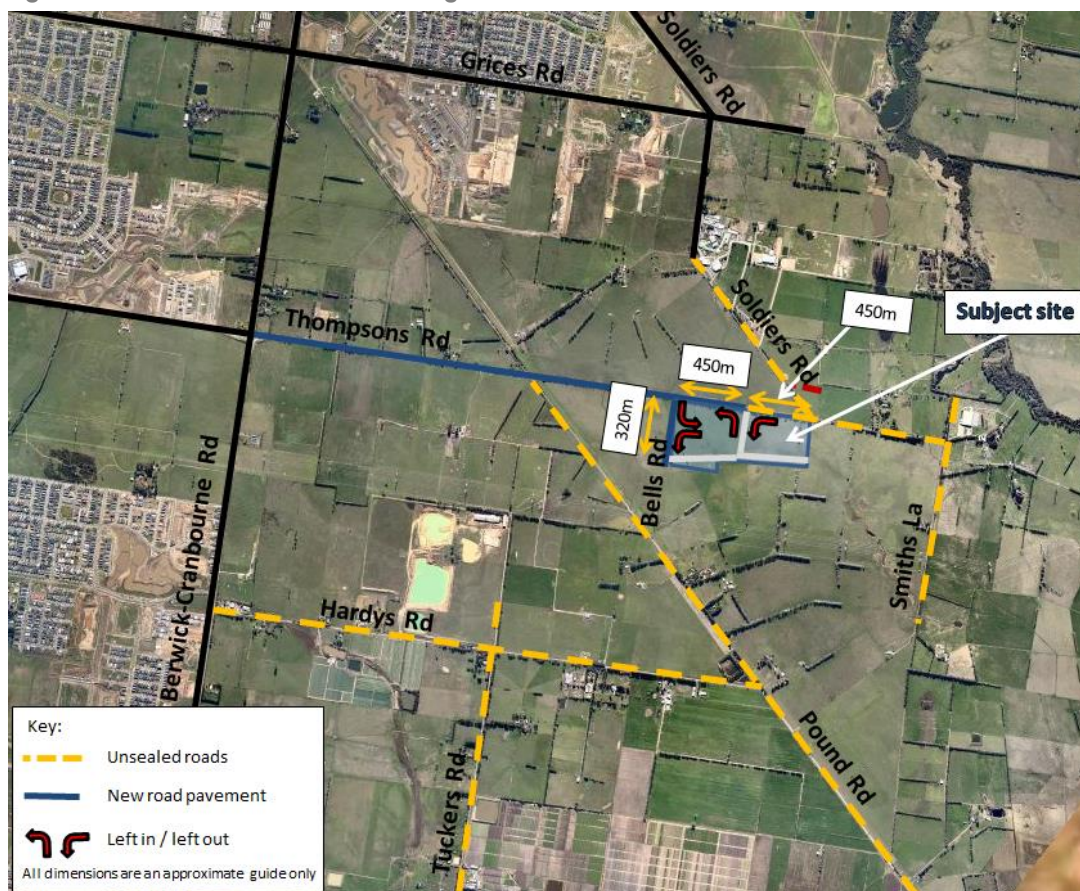 Grices Rd
Soldiers Rd
Thompsons Rd
Soldiers Rd
450m
Subject site
450m
320m
Bells Rd
Berwick-Cranbourne Rd
Smiths La
Hardys Rd
Tuckers Rd
Pound Rd
Key:
Unsealed roads
New road pavement
Left in / left out
All dimensions are an approximate guide only